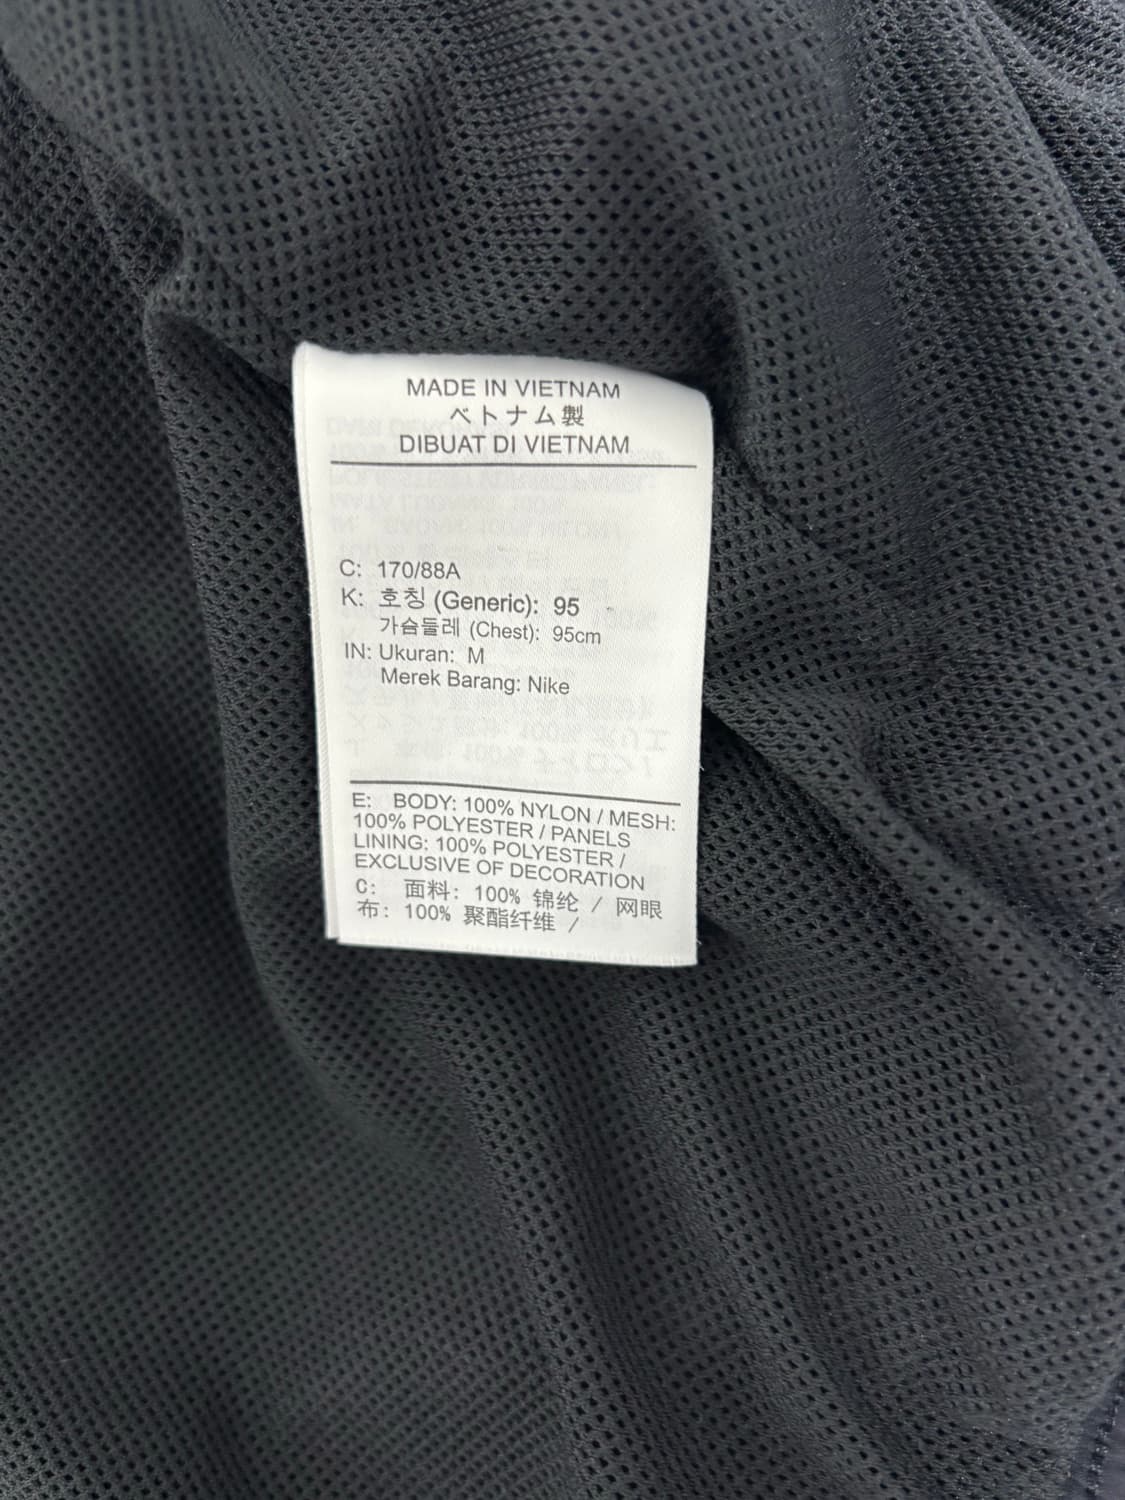 MADE IN VIETNAM
ベトナム製
DIBUAT DI VIETNAM
C: 170/88A
K: 호칭 (Generic): 95
가슴둘레 (Chest): 95cm
IN: Ukuran: M
Merek Barang: Nike
E: BODY: 100% NYLON / MESH:
100% POLYESTER / PANELS
LINING: 100% POLYESTER /
EXCLUSIVE OF DECORATION
C: 面料: 100% 锦纶 / 网眼
布: 100% 聚酯纤维 /